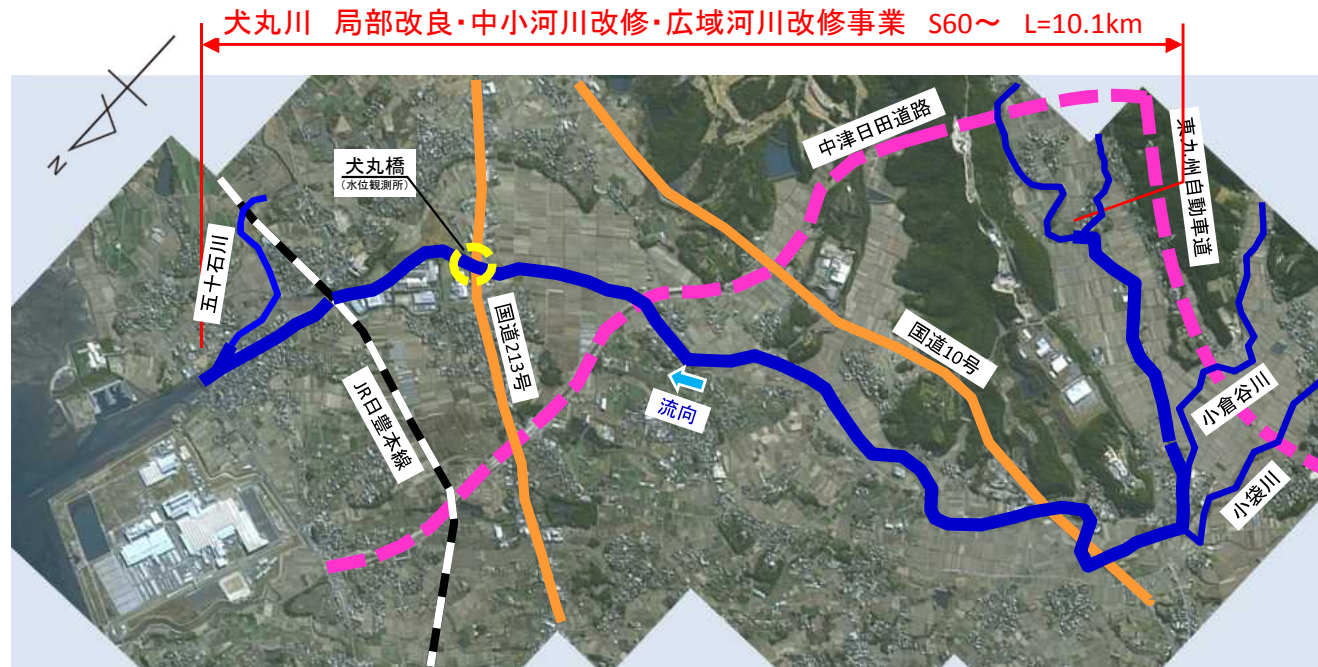 犬丸川 局部改良・中小河川改修・広域河川改修事業 S60～ L=10.1km
N
中津日田道路
東九州自動車道
犬丸橋
(水位観測所)
五十石川
国道213号
国道10号
JR日豊本線
流向
小倉谷川
小袋川